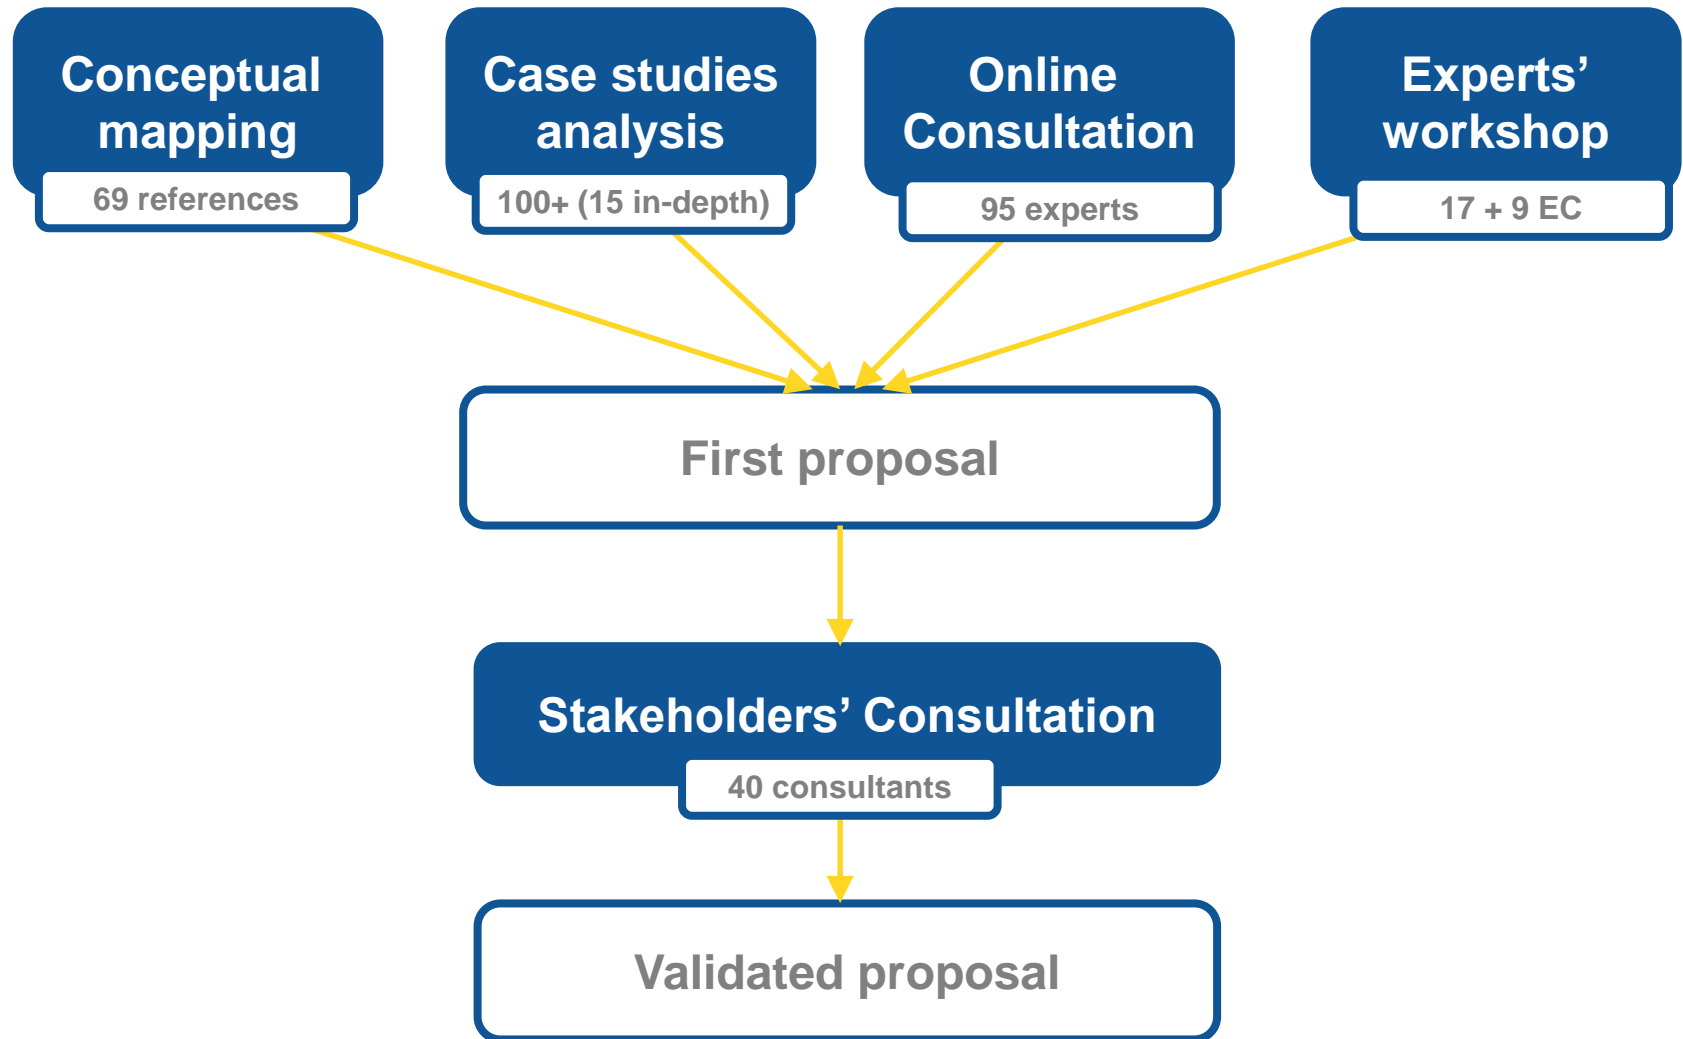 Conceptual
mapping
69 references
Case studies
analysis
100+ (15 in-depth)
Online
Consultation
95 experts
Experts’
workshop
17 + 9 EC
First proposal
Stakeholders’ Consultation
40 consultants
Validated proposal